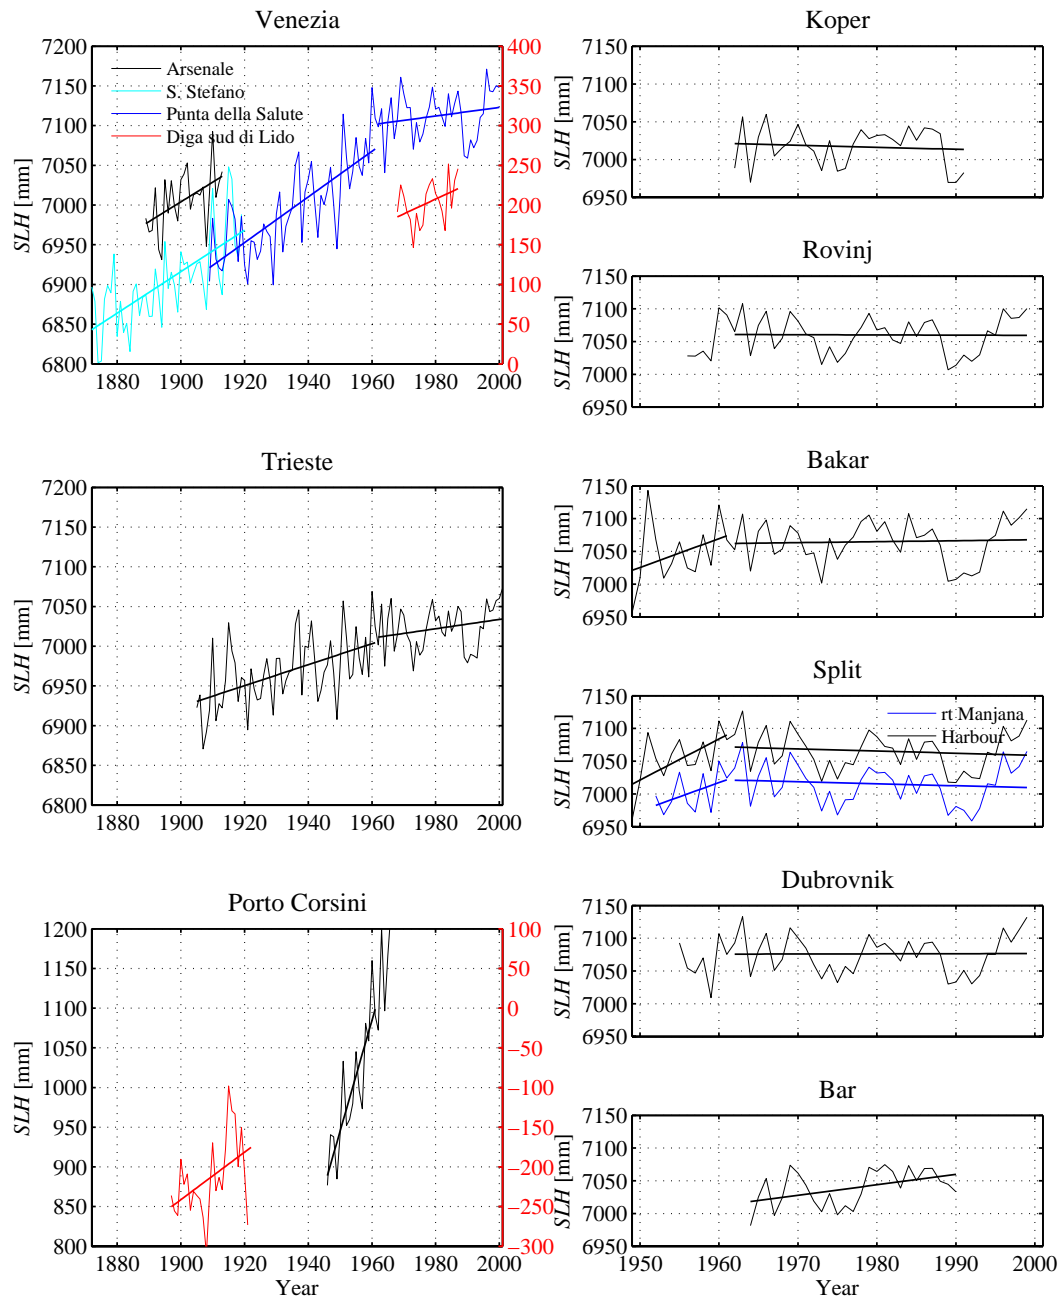 Venezia
7200
7150
7100
7050
7000
6950
6900
6850
6800
SLH [mm]
Arsenale
S. Stefano
Punta della Salute
Diga sud di Lido
400
350
300
250
200
150
100
50
0
1880 1900 1920 1940 1960 1980 2000
Trieste
7200
7150
7100
7050
7000
6950
6900
6850
6800
SLH [mm]
1880 1900 1920 1940 1960 1980 2000
Porto Corsini
1200
1150
1100
1050
1000
950
900
850
800
SLH [mm]
100
50
0
−50
−100
−150
−200
−250
−300
1880 1900 1920 1940 1960 1980 2000
Year
Koper
7150
7100
7050
7000
6950
SLH [mm]
Rovinj
7150
7100
7050
7000
6950
SLH [mm]
Bakar
7150
7100
7050
7000
6950
SLH [mm]
Split
7150
7100
7050
7000
6950
SLH [mm]
rt Manjana
Harbour
Dubrovnik
7150
7100
7050
7000
6950
SLH [mm]
Bar
7150
7100
7050
7000
6950
SLH [mm]
1950 1960 1970 1980 1990 2000
Year